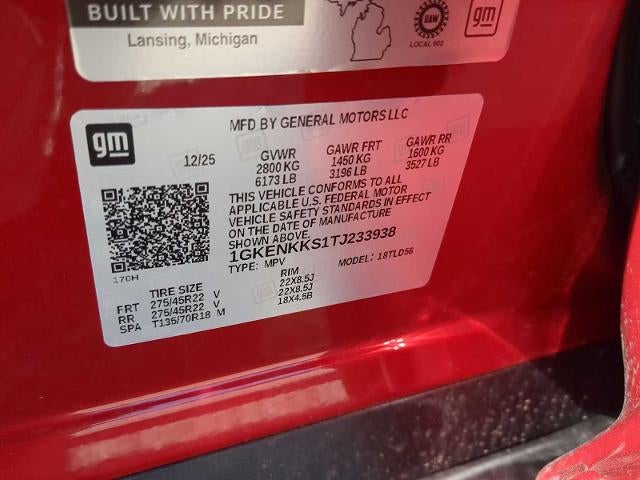 BUILT WITH PRIDE
Lansing, Michigan
UAW
LOCAL 602
gm
gm
MFD BY GENERAL MOTORS LLC
12/25 GVWR GAWR FRT GAWR RR
2800 KG 1450 KG 1600 KG
6173 LB 3196 LB 3527 LB
THIS VEHICLE CONFORMS TO ALL
APPLICABLE U.S. FEDERAL MOTOR
VEHICLE SAFETY STANDARDS IN EFFECT
ON THE DATE OF MANUFACTURE
SHOWN ABOVE.
1GKENKKS1TJ233938
TYPE: MPV MODEL: 18TLD56
17CH
TIRE SIZE RIM
FRT 275/45R22 V 22X8.5J
RR 275/45R22 V 22X8.5J
SPA T135/70R18 M 18X4.5B